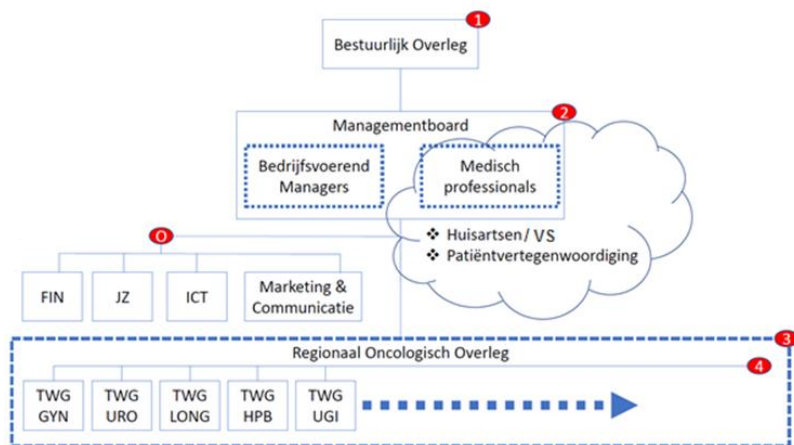 1
Bestuurlijk Overleg
2
Managementboard
Bedrijfsvoerend
Managers
Medisch
professionals
❖ Huisartsen/ VS
❖ Patiëntvertegenwoordiging
O
FIN
JZ
ICT
Marketing &
Communicatie
3
Regionaal Oncologisch Overleg
4
TWG
GYN
TWG
URO
TWG
LONG
TWG
HPB
TWG
UGI